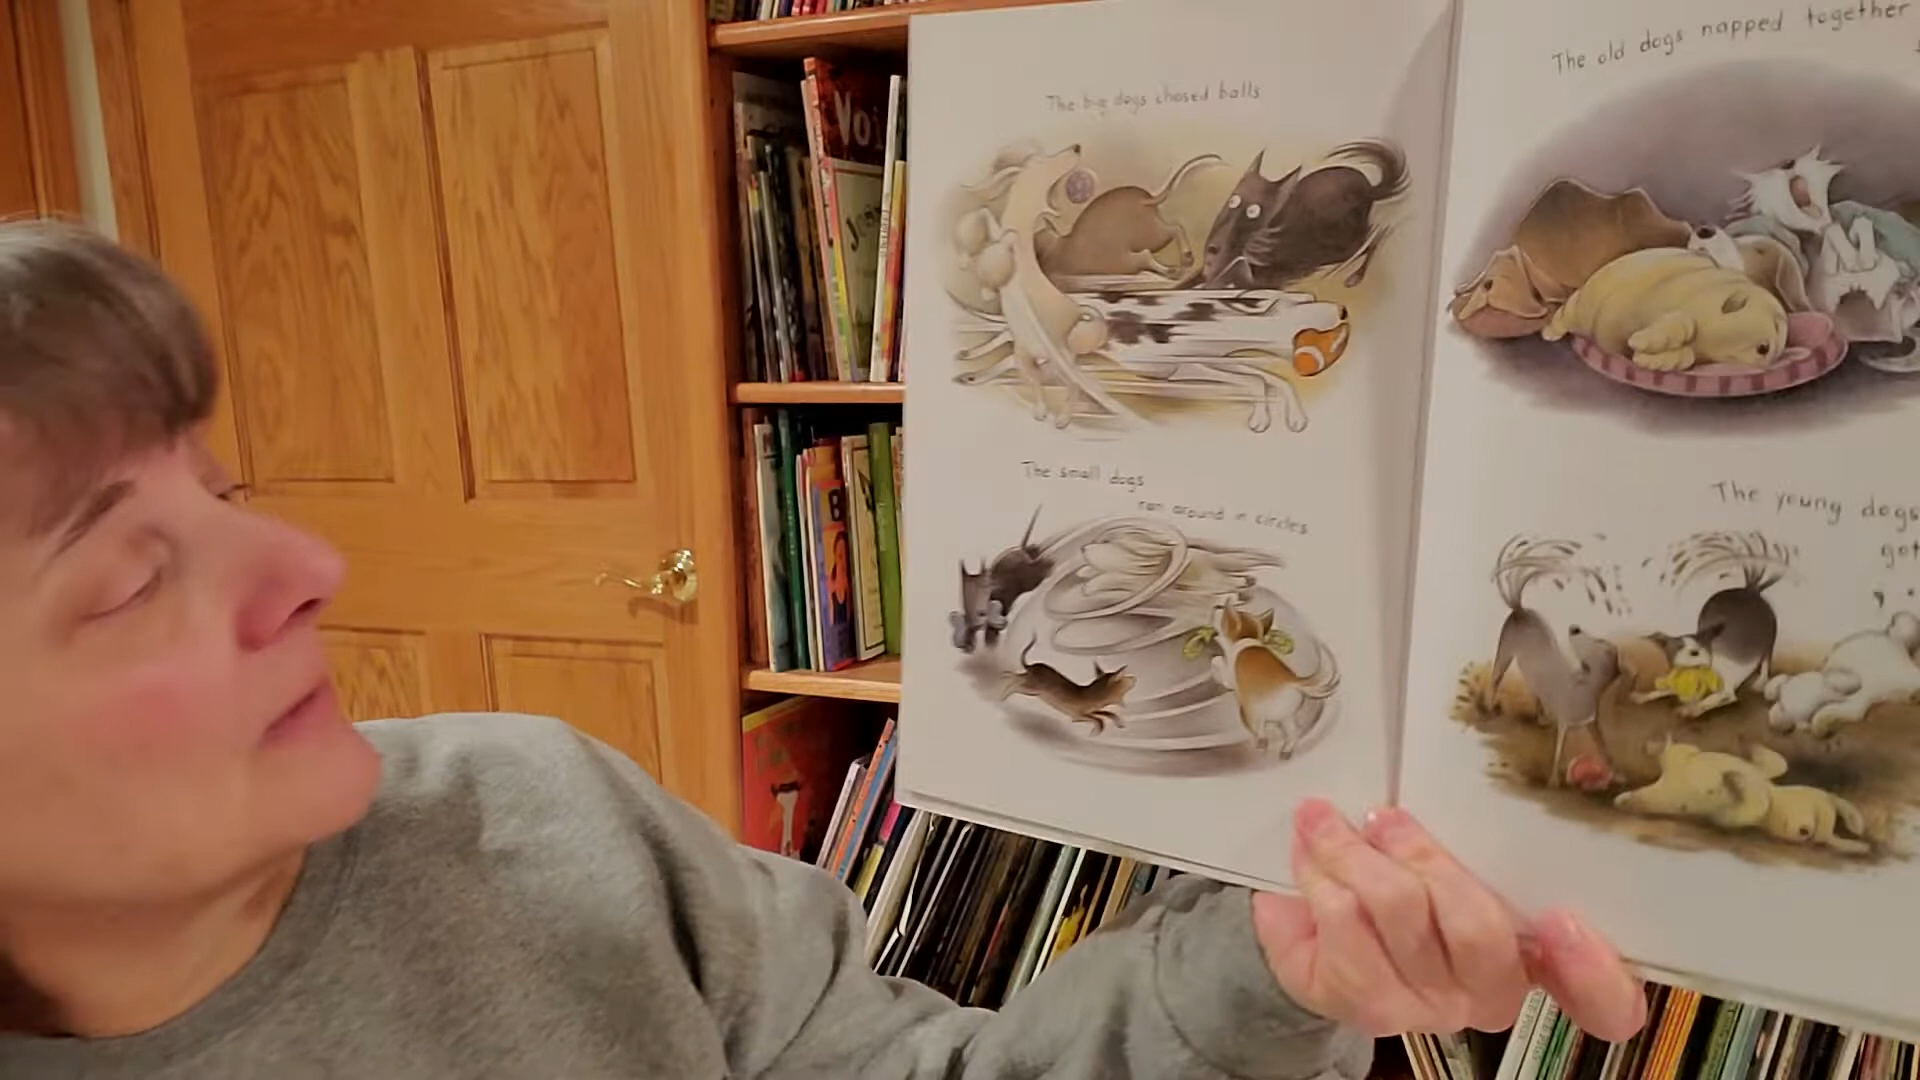 The big dogs chased balls
The small dogs
ran around in circles
The old dogs napped together
The young dogs
got